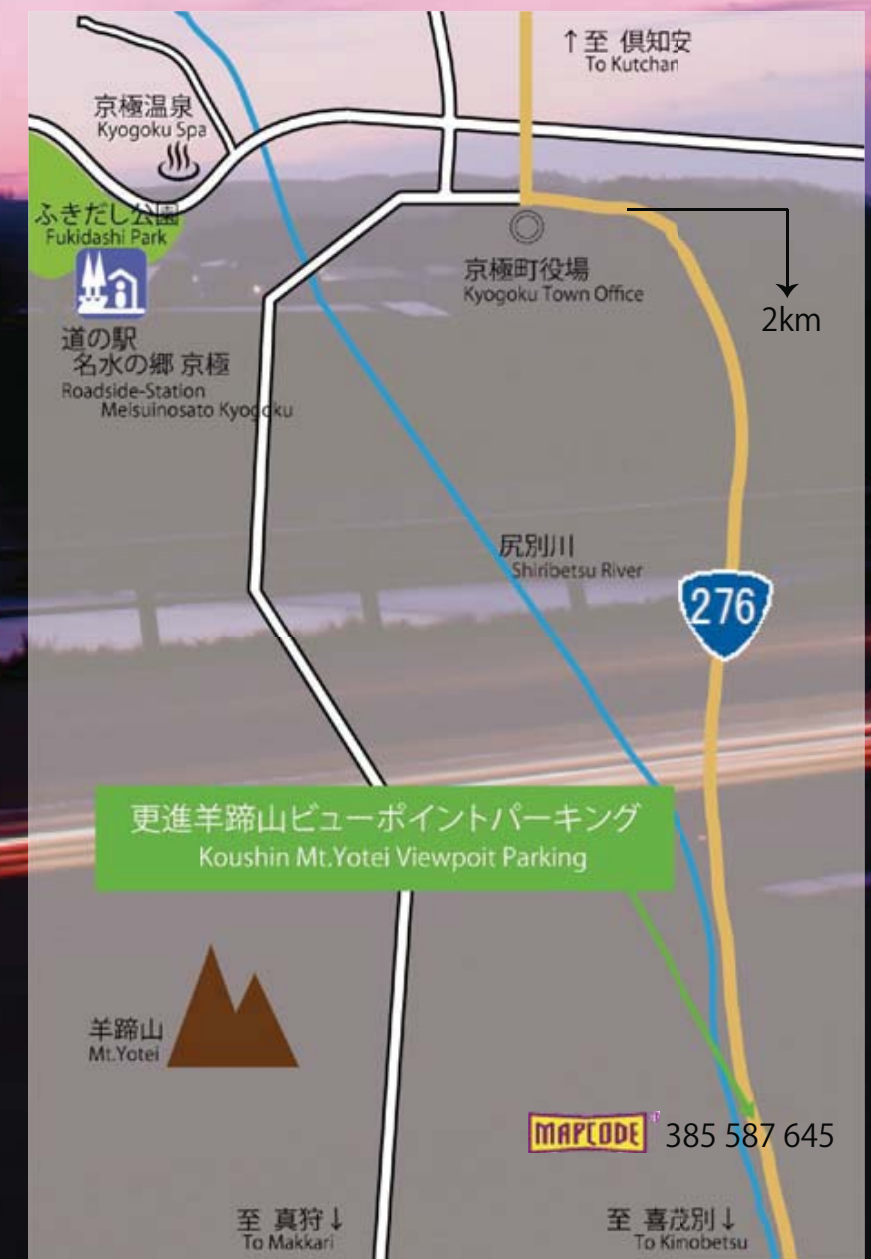 ↑至 倶知安
To Kutchan
京極温泉
Kyogoku Spa
ふきだし公園
Fukidashi Park
京極町役場
Kyogoku Town Office
2km
道の駅
名水の郷 京極
Roadside-Station
Meisuinosato Kyogoku
尻別川
Shiribetsu River
276
更進羊蹄山ビューポイントパーキング
Koushin Mt.Yotei Viewpoit Parking
羊蹄山
Mt.Yotei
MAPCODE 385 587 645
至 真狩↓
To Makkari
至 喜茂別↓
To Kinobetsu